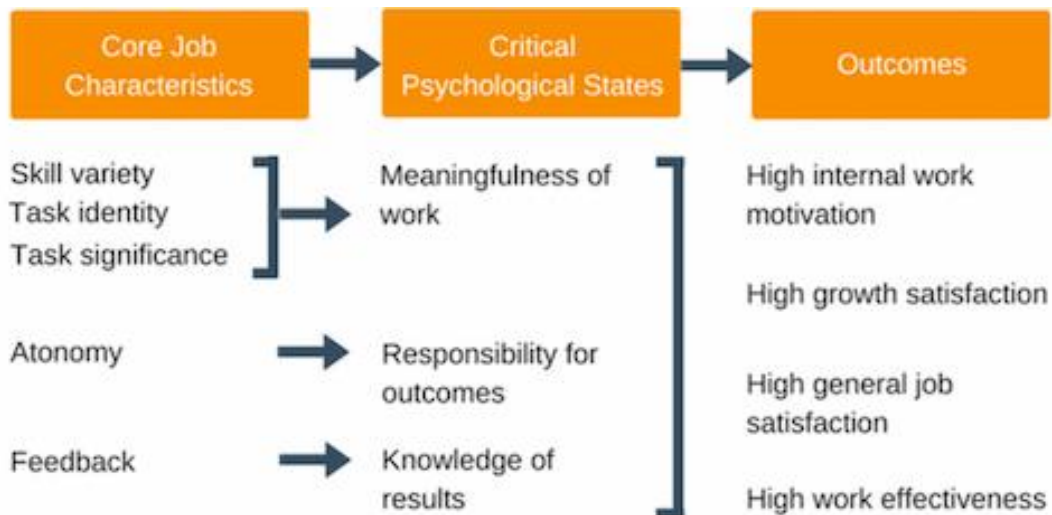 Core Job
Characteristics
Critical
Psychological States
Outcomes
Skill variety
Task identity
Task significance
Meaningfulness of
work
High internal work
motivation
High growth satisfaction
Atonomy
Responsibility for
outcomes
High general job
satisfaction
Feedback
Knowledge of
results
High work effectiveness